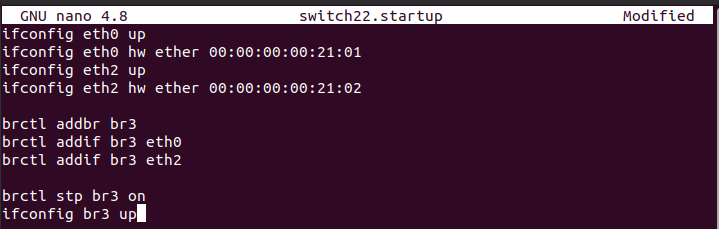 GNU nano 4.8 switch22.startup Modified
ifconfig eth0 up
ifconfig eth0 hw ether 00:00:00:00:21:01
ifconfig eth2 up
ifconfig eth2 hw ether 00:00:00:00:21:02
brctl addbr br3
brctl addif br3 eth0
brctl addif br3 eth2
brctl stp br3 on
ifconfig br3 up